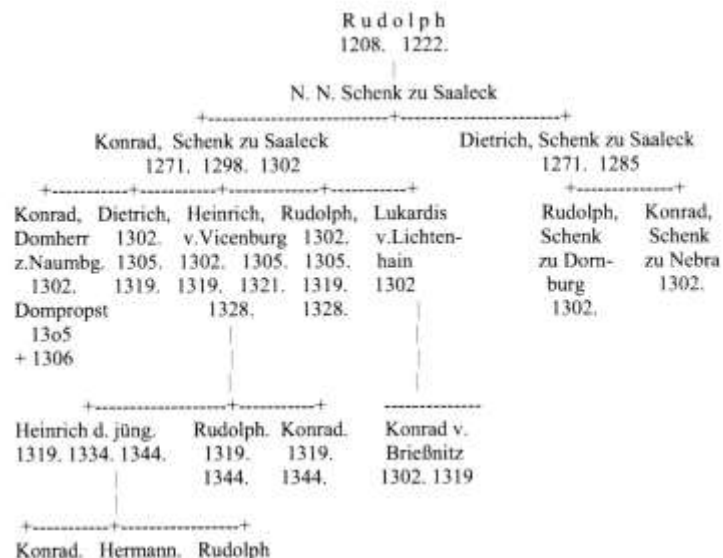 Rudolph
1208. 1222.
N. N. Schenk zu Saaleck
Konrad, Schenk zu Saaleck Dietrich, Schenk zu Saaleck
1271. 1298. 1302 1271. 1285
Konrad, Dietrich, Heinrich, Rudolph, Lukardis Rudolph, Konrad,
Domherr 1302. v.Vicenburg 1302. v.Lichten- Schenk Schenk
z.Naumbg. 1305. 1302. 1305. 1305. hain zu Dorn- zu Nebra
1302. 1319. 1319. 1321. 1319. 1302 burg 1302.
Dompropst 1328. 1328. 1302.
13o5
+ 1306
Heinrich d. jüng. Rudolph. Konrad. Konrad v.
1319. 1334. 1344. 1319. 1319. Brießnitz
1344. 1344. 1302. 1319
Konrad. Hermann. Rudolph